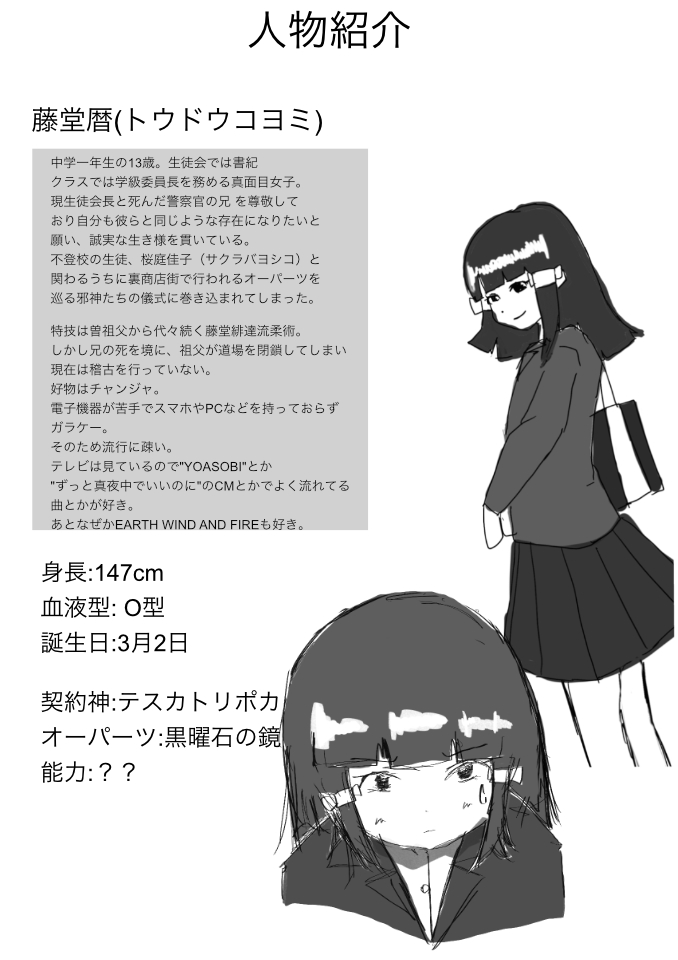 人物紹介
藤堂暦(トウドウコヨミ)
中学一年生の13歳。生徒会では書紀
クラスでは学級委員長を務める真面目女子。
現生徒会長と死んだ警察官の兄 を尊敬して
おり自分も彼らと同じような存在になりたいと
願い、誠実な生き様を貫いている。
不登校の生徒、桜庭佳子（サクラバヨシコ）と
関わるうちに裏商店街で行われるオーパーツを
巡る邪神たちの儀式に巻き込まれてしまった。
特技は曽祖父から代々続く藤堂緋達流柔術。
しかし兄の死を境に、祖父が道場を閉鎖してしまい
現在は稽古を行っていない。
好物はチャンジャ。
電子機器が苦手でスマホやPCなどを持っておらず
ガラケー。
そのため流行に疎い。
テレビは見ているので"YOASOBI"とか
"ずっと真夜中でいいのに"のCMとかでよく流れてる
曲とかが好き。
あとなぜかEARTH WIND AND FIREも好き。
身長:147cm
血液型: O型
誕生日:3月2日
契約神:テスカトリポカ
オーパーツ:黒曜石の鏡
能力:？？